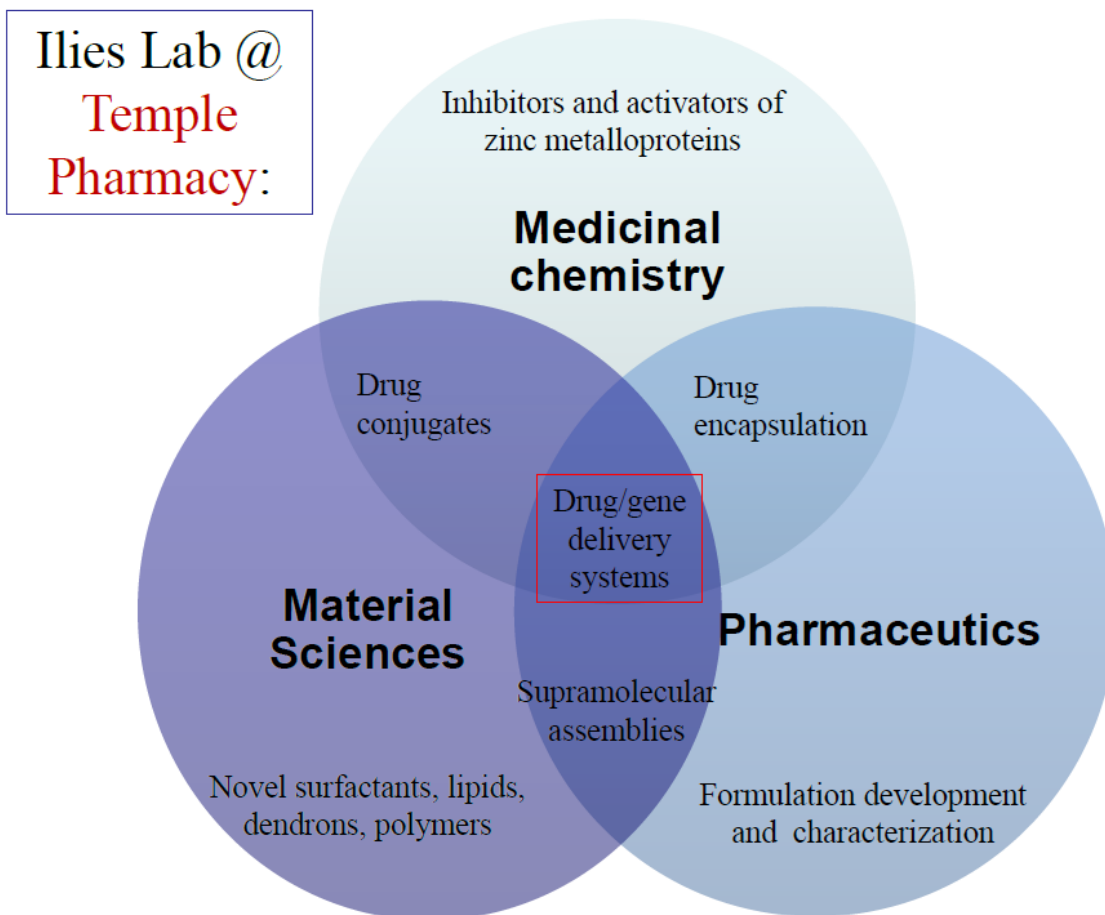 Ilies Lab @
Temple
Pharmacy:
Inhibitors and activators of
zinc metalloproteins
Medicinal
chemistry
Drug
conjugates
Drug
encapsulation
Drug/gene
delivery
systems
Material
Sciences
Pharmaceutics
Supramolecular
assemblies
Novel surfactants, lipids,
dendrons, polymers
Formulation development
and characterization